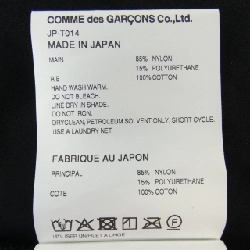 COMME des GARÇONS Co., Ltd.
JP-T014
MADE IN JAPAN
MAIN 85% NYLON
15% POLYURETHANE
RIB 100% COTTON
HAND WASH WARM.
DO NOT BLEACH.
LINE DRY IN SHADE.
DO NOT IRON.
DRYCLEAN, PETROLEUM SOLVENT ONLY, SHORT CYCLE.
USE A LAUNDRY NET
FABRIQUE AU JAPON
PRINCIPAL 85% NYLON
15% POLYURETHANE
COTE 100% COTTON